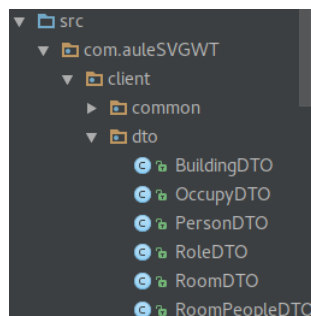 src
com.auleSVGWT
client
common
dto
C BuildingDTO
C OccupyDTO
C PersonDTO
C RoleDTO
C RoomDTO
C RoomPeopleDTO